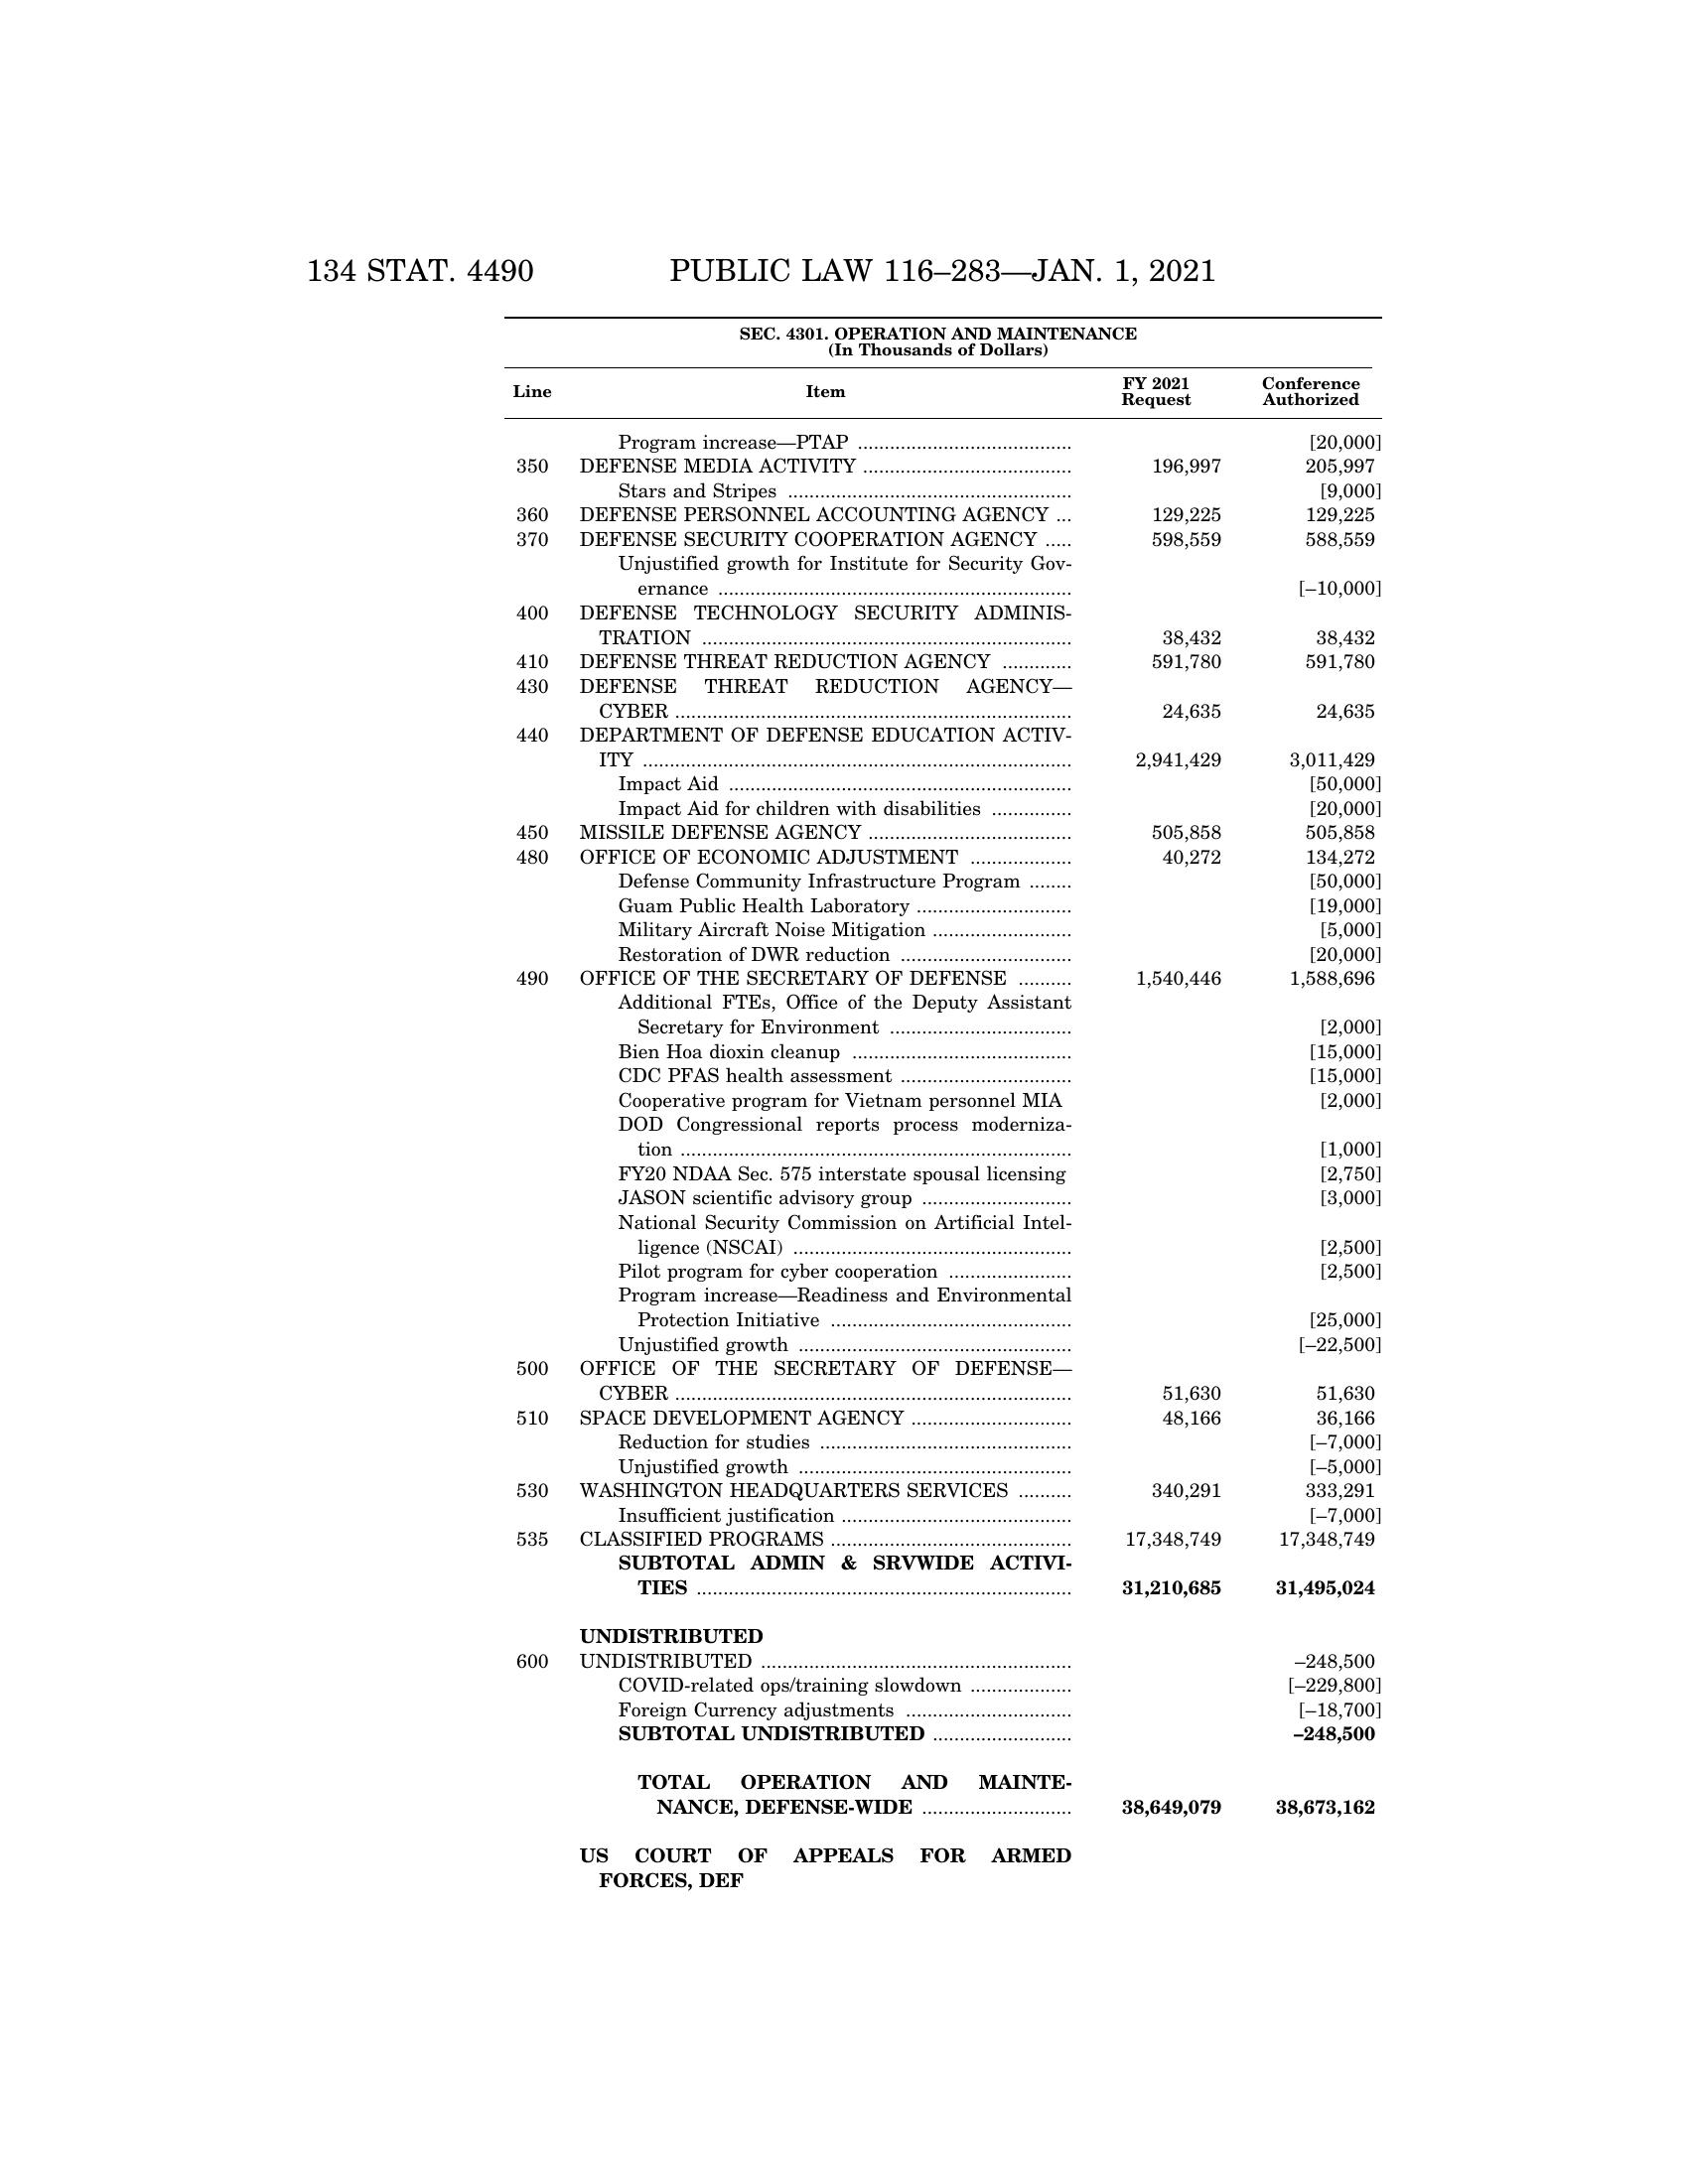 134 STAT. 4490 PUBLIC LAW 116–283—JAN. 1, 2021
SEC. 4301. OPERATION AND MAINTENANCE
(In Thousands of Dollars)
Line Item FY 2021 Request Conference Authorized
Program increase—PTAP ........................................ [20,000]
350 DEFENSE MEDIA ACTIVITY ....................................... 196,997 205,997
Stars and Stripes ..................................................... [9,000]
360 DEFENSE PERSONNEL ACCOUNTING AGENCY ... 129,225 129,225
370 DEFENSE SECURITY COOPERATION AGENCY ..... 598,559 588,559
Unjustified growth for Institute for Security Gov-
ernance .................................................................. [–10,000]
400 DEFENSE TECHNOLOGY SECURITY ADMINIS-
TRATION ..................................................................... 38,432 38,432
410 DEFENSE THREAT REDUCTION AGENCY ............. 591,780 591,780
430 DEFENSE THREAT REDUCTION AGENCY—
CYBER .......................................................................... 24,635 24,635
440 DEPARTMENT OF DEFENSE EDUCATION ACTIV-
ITY ................................................................................ 2,941,429 3,011,429
Impact Aid ................................................................ [50,000]
Impact Aid for children with disabilities ............... [20,000]
450 MISSILE DEFENSE AGENCY ...................................... 505,858 505,858
480 OFFICE OF ECONOMIC ADJUSTMENT ................... 40,272 134,272
Defense Community Infrastructure Program ........ [50,000]
Guam Public Health Laboratory ............................. [19,000]
Military Aircraft Noise Mitigation .......................... [5,000]
Restoration of DWR reduction ................................ [20,000]
490 OFFICE OF THE SECRETARY OF DEFENSE .......... 1,540,446 1,588,696
Additional FTEs, Office of the Deputy Assistant
Secretary for Environment .................................. [2,000]
Bien Hoa dioxin cleanup ......................................... [15,000]
CDC PFAS health assessment ................................ [15,000]
Cooperative program for Vietnam personnel MIA [2,000]
DOD Congressional reports process moderniza-
tion ......................................................................... [1,000]
FY20 NDAA Sec. 575 interstate spousal licensing [2,750]
JASON scientific advisory group ............................ [3,000]
National Security Commission on Artificial Intel-
ligence (NSCAI) .................................................... [2,500]
Pilot program for cyber cooperation ....................... [2,500]
Program increase—Readiness and Environmental
Protection Initiative ............................................. [25,000]
Unjustified growth ................................................... [–22,500]
500 OFFICE OF THE SECRETARY OF DEFENSE—
CYBER .......................................................................... 51,630 51,630
510 SPACE DEVELOPMENT AGENCY .............................. 48,166 36,166
Reduction for studies ............................................... [–7,000]
Unjustified growth ................................................... [–5,000]
530 WASHINGTON HEADQUARTERS SERVICES .......... 340,291 333,291
Insufficient justification ........................................... [–7,000]
535 CLASSIFIED PROGRAMS ............................................. 17,348,749 17,348,749
SUBTOTAL ADMIN & SRVWIDE ACTIVI-
TIES ...................................................................... 31,210,685 31,495,024
UNDISTRIBUTED
600 UNDISTRIBUTED .......................................................... –248,500
COVID-related ops/training slowdown ................... [–229,800]
Foreign Currency adjustments ............................... [–18,700]
SUBTOTAL UNDISTRIBUTED .......................... –248,500
TOTAL OPERATION AND MAINTE-
NANCE, DEFENSE-WIDE ............................ 38,649,079 38,673,162
US COURT OF APPEALS FOR ARMED
FORCES, DEF